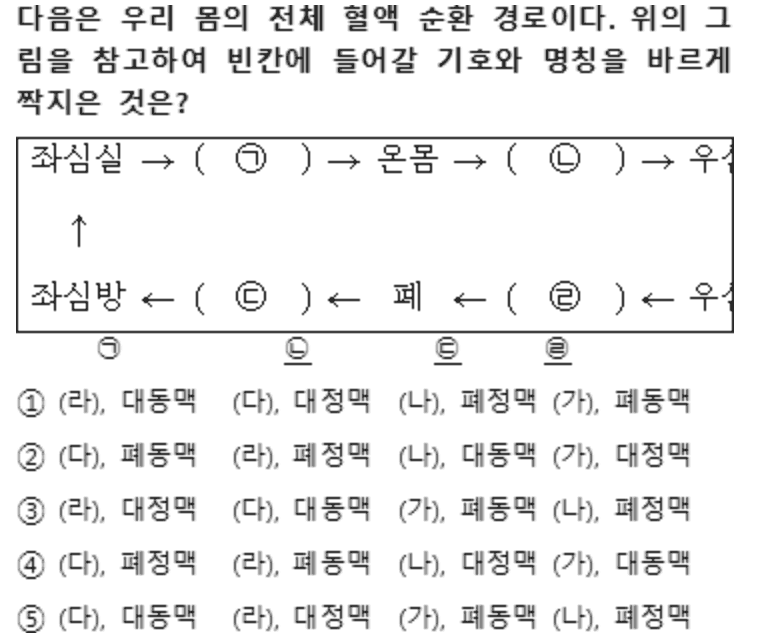 다음은 우리 몸의 전체 혈액 순환 경로이다. 위의 그
림을 참고하여 빈칸에 들어갈 기호와 명칭을 바르게
짝지은 것은?
좌심실 → ( ㉠ ) → 온몸 → ( ㉡ ) → 우
↑
좌심방 ← ( ㉢ ) ← 폐 ← ( ㉣ ) ← 우
㉠ ㉡ ㉢ ㉣
① (라), 대동맥 (다), 대정맥 (나), 폐정맥 (가), 폐동맥
② (다), 폐동맥 (라), 폐정맥 (나), 대동맥 (가), 대정맥
③ (라), 대정맥 (다), 대동맥 (가), 폐동맥 (나), 폐정맥
④ (다), 폐정맥 (라), 폐동맥 (나), 대정맥 (가), 대동맥
⑤ (다), 대동맥 (라), 대정맥 (가), 폐동맥 (나), 폐정맥